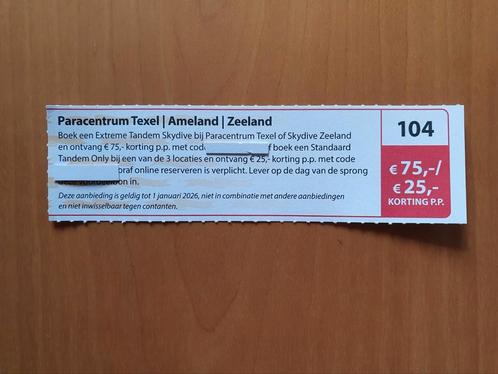 Paracentrum Texel | Ameland | Zeeland
Boek een Extreme Tandem Skydive bij Paracentrum Texel of Skydive Zeeland
en ontvang € 75,- korting p.p. met code f boek een Standaard
Tandem Only bij een van de 3 locaties en ontvang € 25,- korting p.p. met code
oraf online reserveren is verplicht. Lever op de dag van de sprong
in.
Deze aanbieding is geldig tot 1 januari 2026, niet in combinatie met andere aanbiedingen
en niet inwisselbaar tegen contanten.
104
€ 75,-/
€ 25,-
KORTING P.P.